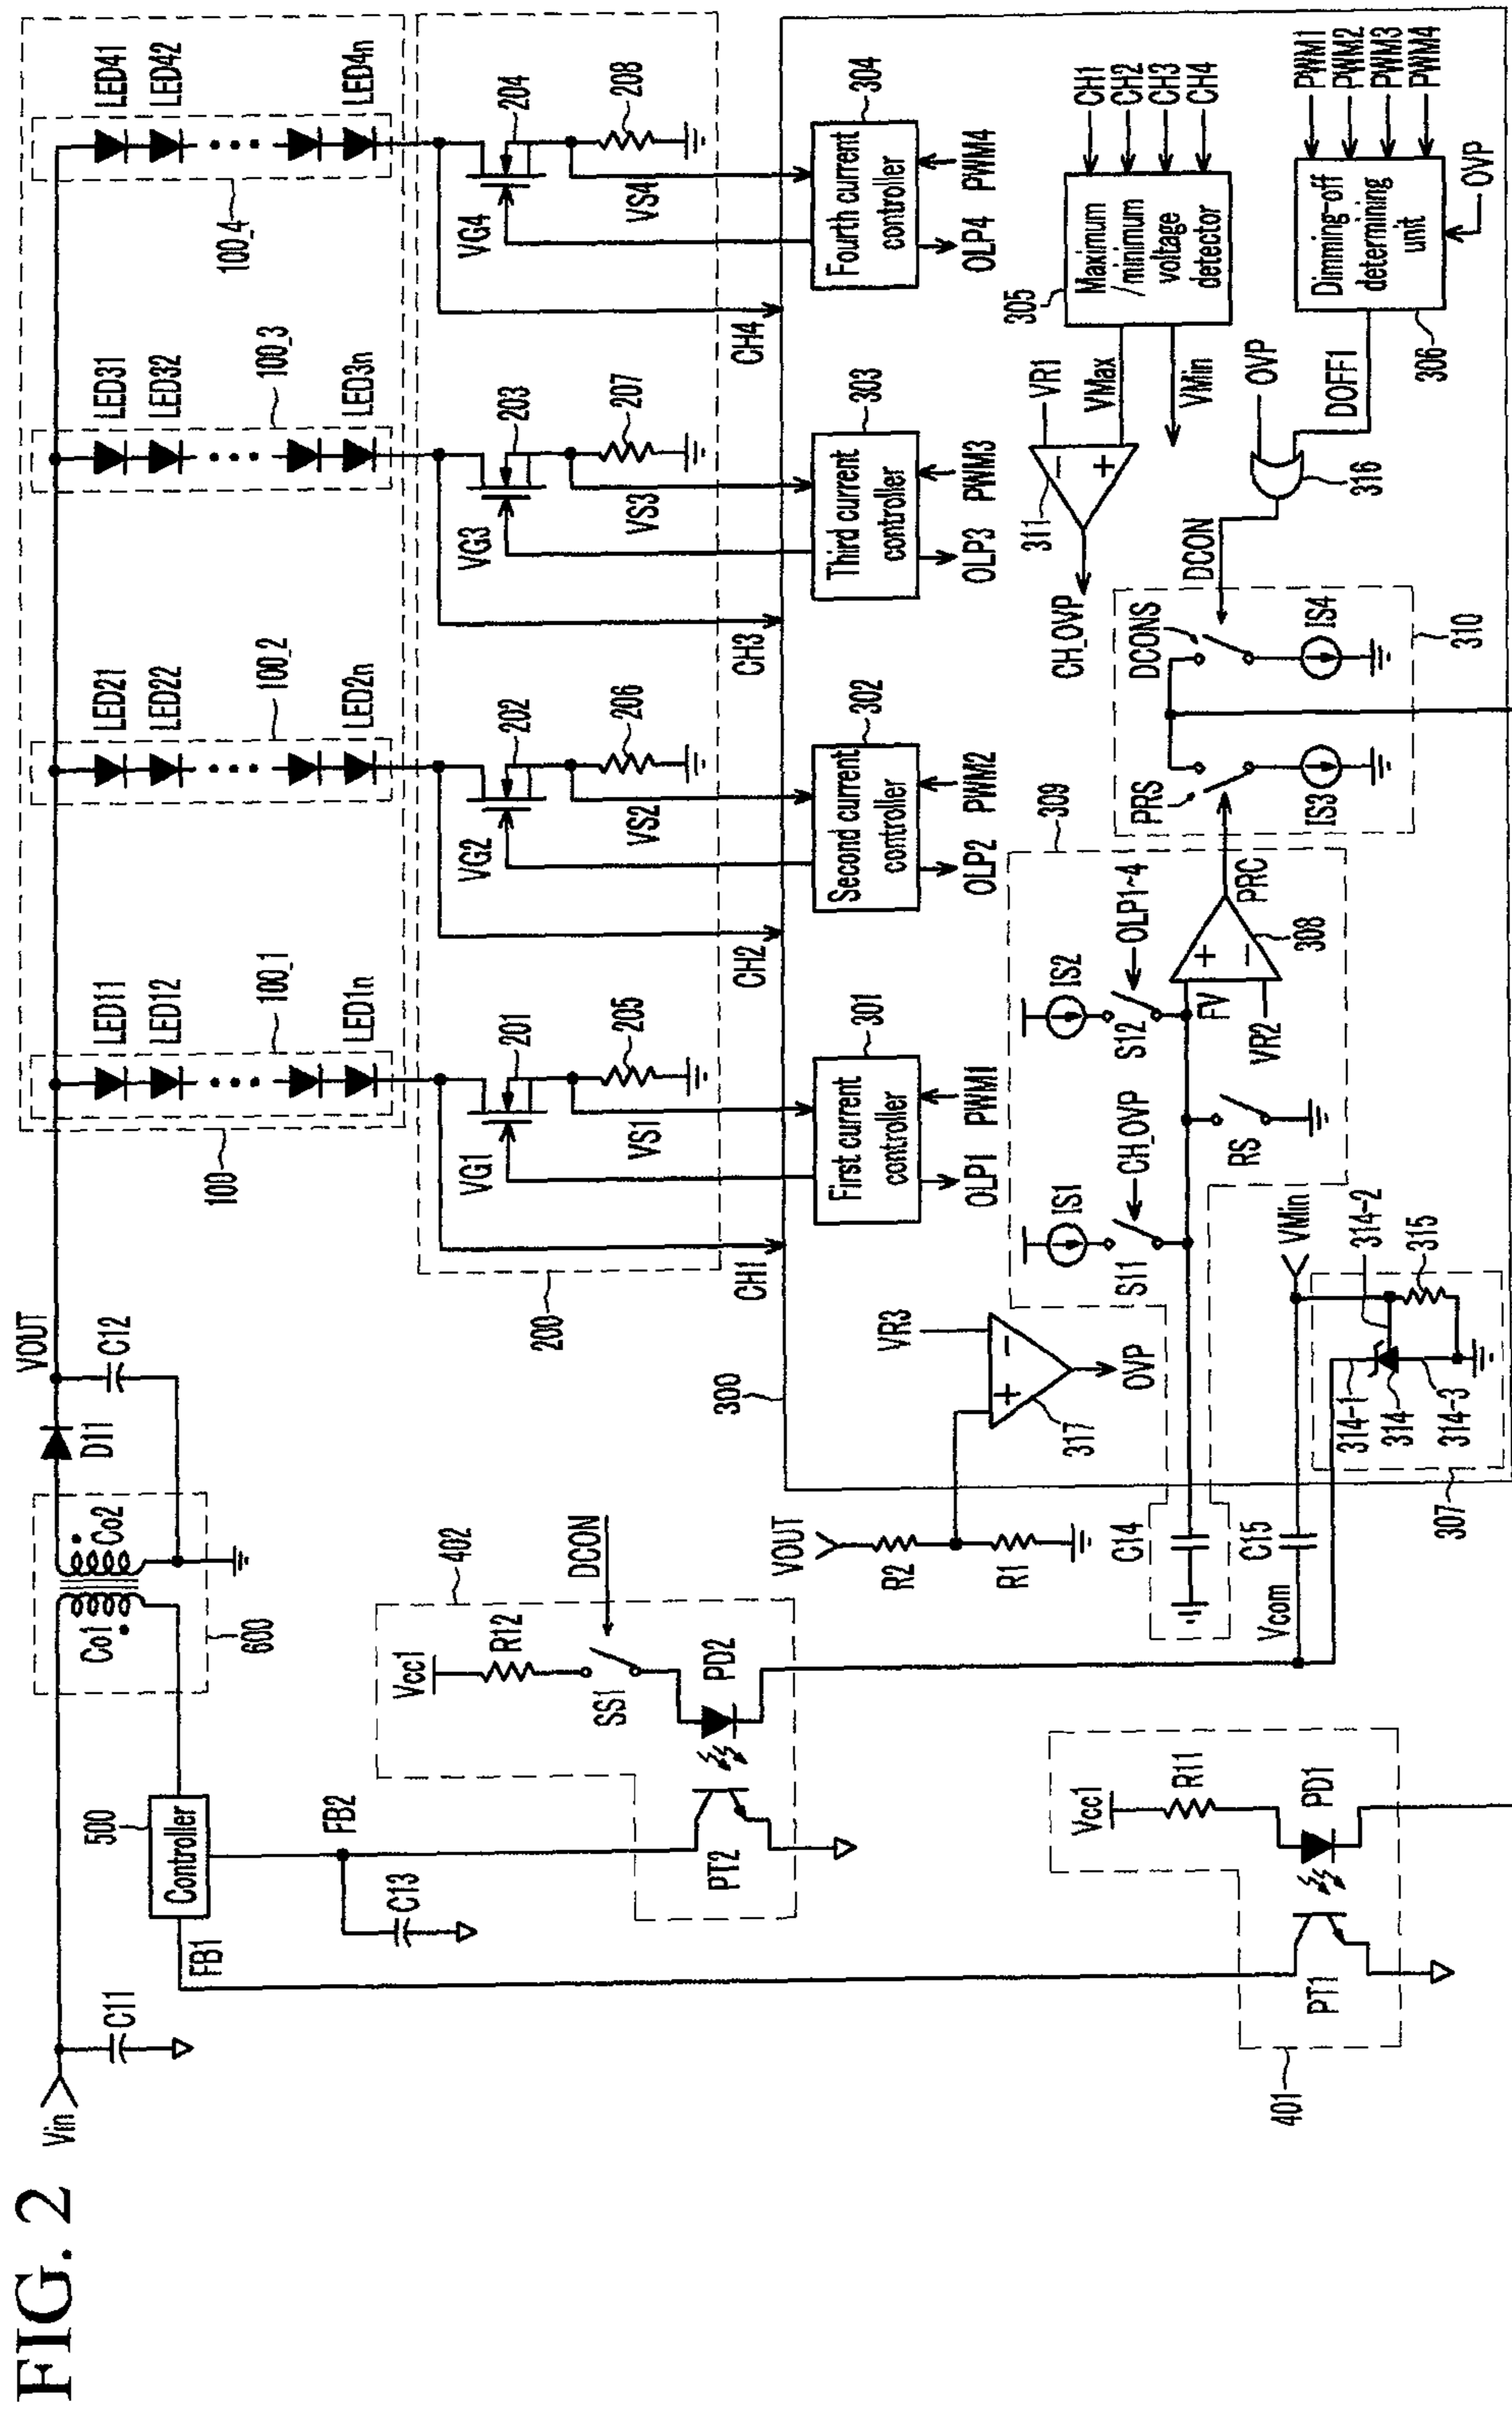 FIG. 2
Vin
C11
FB1
500
Controller
FB2
C13
Co1
Co2
600
D11
VOUT
C12
100
LED11
LED12
LED1n
100_1
LED21
LED22
LED2n
100_2
LED31
LED32
LED3n
100_3
LED41
LED42
LED4n
100_4
200
VG1
201
VS1
205
CH1
VG2
202
VS2
206
CH2
VG3
203
VS3
207
CH3
VG4
204
VS4
208
CH4
300
First current
controller
301
OLP1
PWM1
Second current
controller
302
OLP2
PWM2
Third current
controller
303
OLP3
PWM3
Fourth current
controller
304
OLP4
PWM4
402
Vcc1
R12
SS1
DCON
PD2
PT2
VOUT
R2
R1
VR3
+
−
317
OVP
309
IS1
S11
CH_OVP
IS2
S12
OLP1~4
RS
FV
VR2
+
−
308
PRC
C14
C15
Vcom
VMin
307
314-1
314
314-3
314-2
315
310
PRS
IS3
DCONS
IS4
DCON
316
OVP
DOFF1
CH_OVP
311
−
+
VR1
VMax
VMin
305
Maximum
/minimum
voltage
detector
CH1
CH2
CH3
CH4
306
Dimming-off
determining
unit
PWM1
PWM2
PWM3
PWM4
OVP
401
Vcc1
R11
PD1
PT1